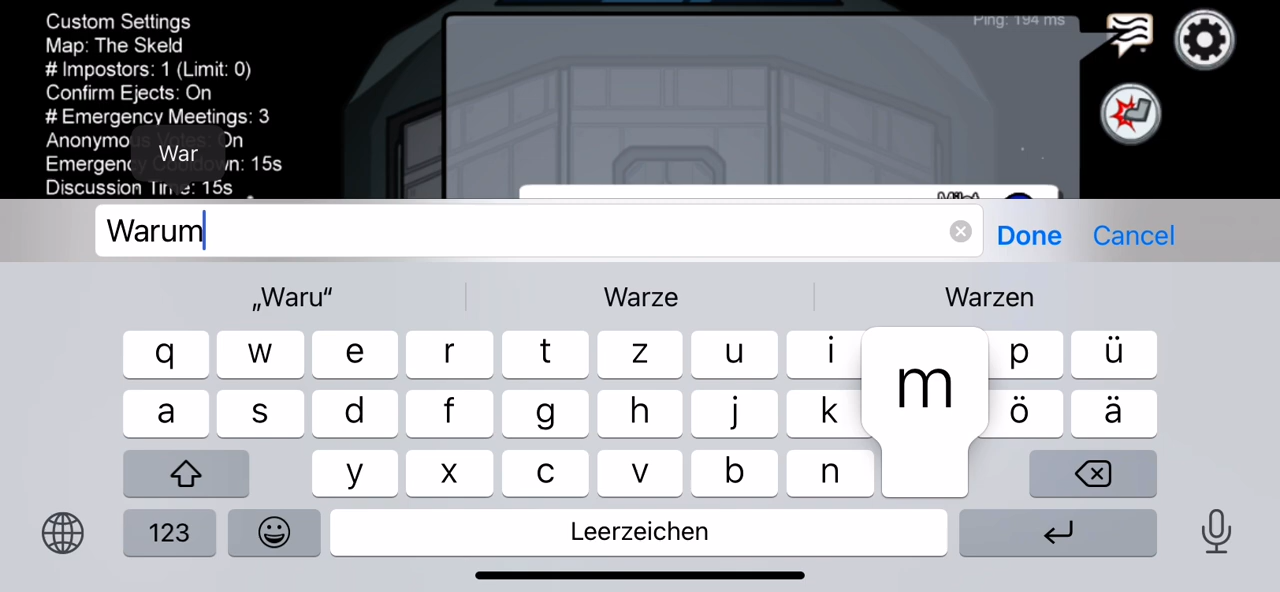 Custom Settings
Map: The Skeld
# Impostors: 1 (Limit: 0)
Confirm Ejects: On
# Emergency Meetings: 3
Anonymous Votes: On
Emergency Cooldown: 15s
Discussion Time: 15s
Ping: 194 ms
War
Warum
Done
Cancel
„Waru“
Warze
Warzen
q w e r t z u i p ü
a s d f g h j k ö ä
m
y x c v b n
123
Leerzeichen